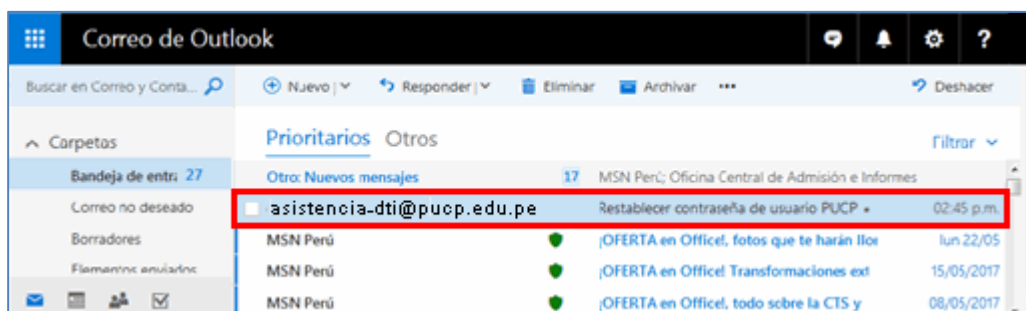 Correo de Outlook
?
Buscar en Correo y Conta...
Nuevo
Responder
Eliminar
Archivar
Deshacer
Carpetas
Prioritarios
Otros
Filtrar
Bandeja de entra 27
Otro: Nuevos mensajes 17 MSN Perú; Oficina Central de Admisión e Informes
Correo no deseado
asistencia-dti@pucp.edu.pe Restablecer contraseña de usuario PUCP 02:45 p.m.
Borradores
MSN Perú ¡OFERTA en Office!, fotos que te harán llor lun 22/05
Elementos enviados
MSN Perú ¡OFERTA en Office! Transformaciones ext 15/05/2017
MSN Perú ¡OFERTA en Office!, todo sobre la CTS y 08/05/2017